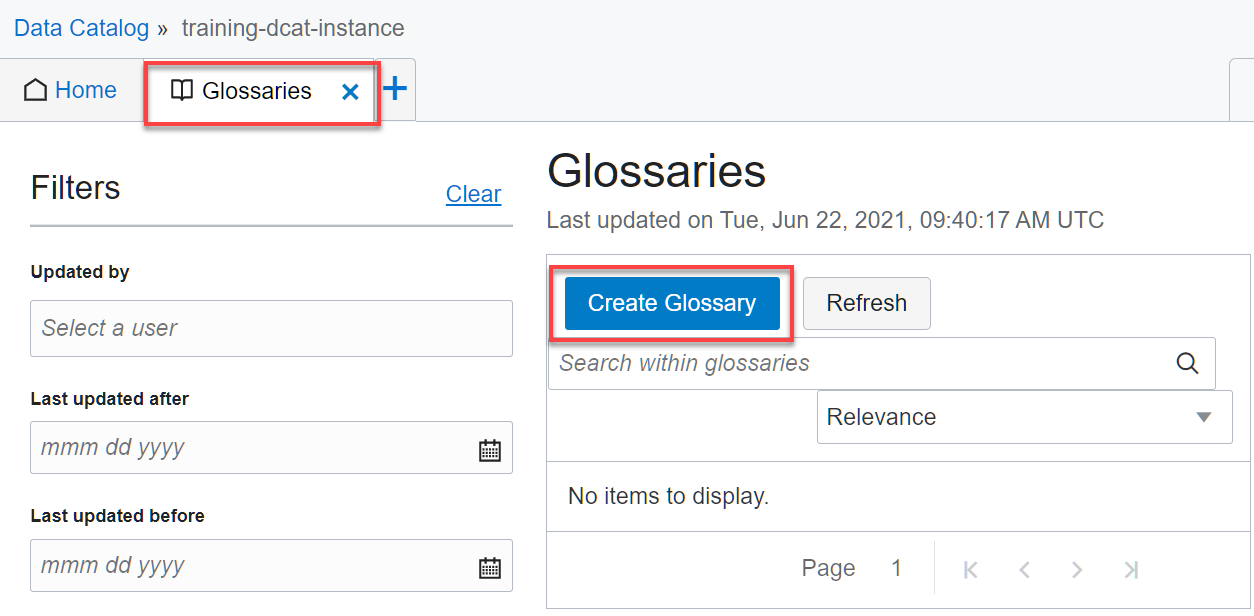 Data Catalog » training-dcat-instance
Home
Glossaries
Filters
Clear
Updated by
Select a user
Last updated after
mmm dd yyyy
Last updated before
mmm dd yyyy
Glossaries
Last updated on Tue, Jun 22, 2021, 09:40:17 AM UTC
Create Glossary
Refresh
Search within glossaries
Relevance
No items to display.
Page 1